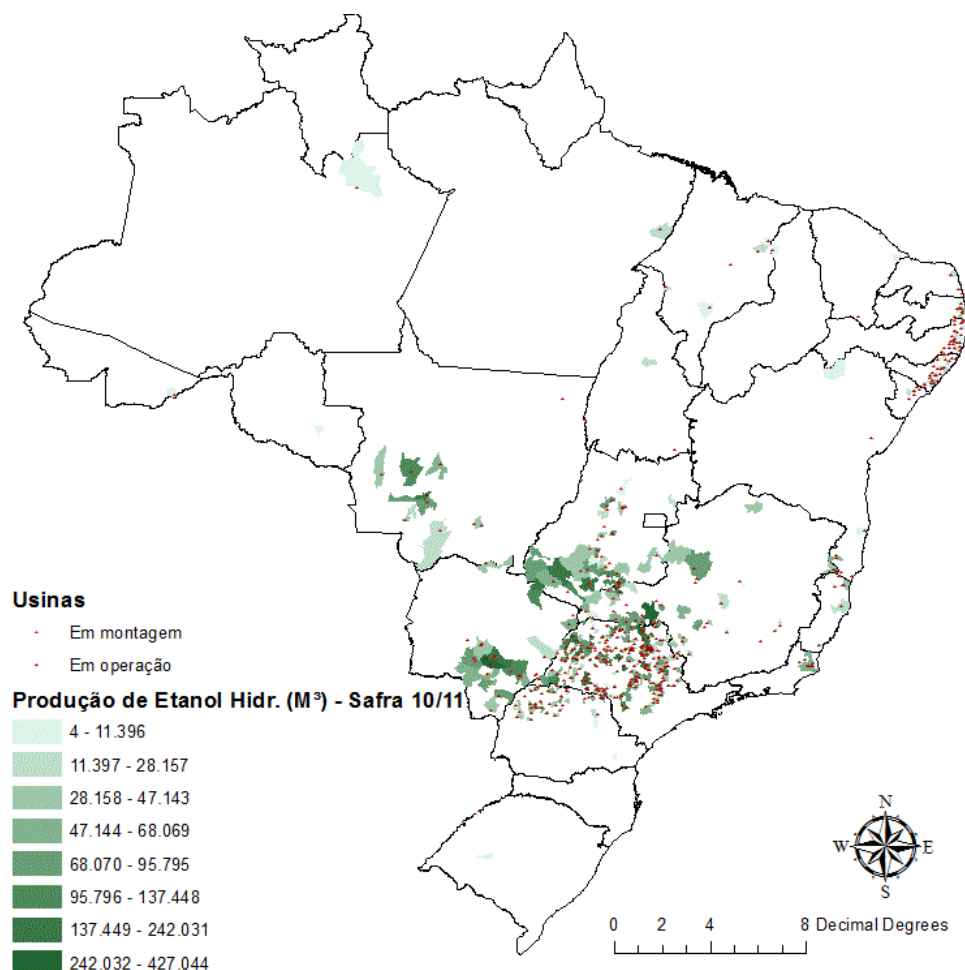 Usinas
Em montagem
Em operação
Produção de Etanol Hidr. (M³) - Safra 10/11
4 - 11.396
11.397 - 28.157
28.158 - 47.143
47.144 - 68.069
68.070 - 95.795
95.796 - 137.448
137.449 - 242.031
242.032 - 427.044
N
W E
S
0 2 4 8 Decimal Degrees